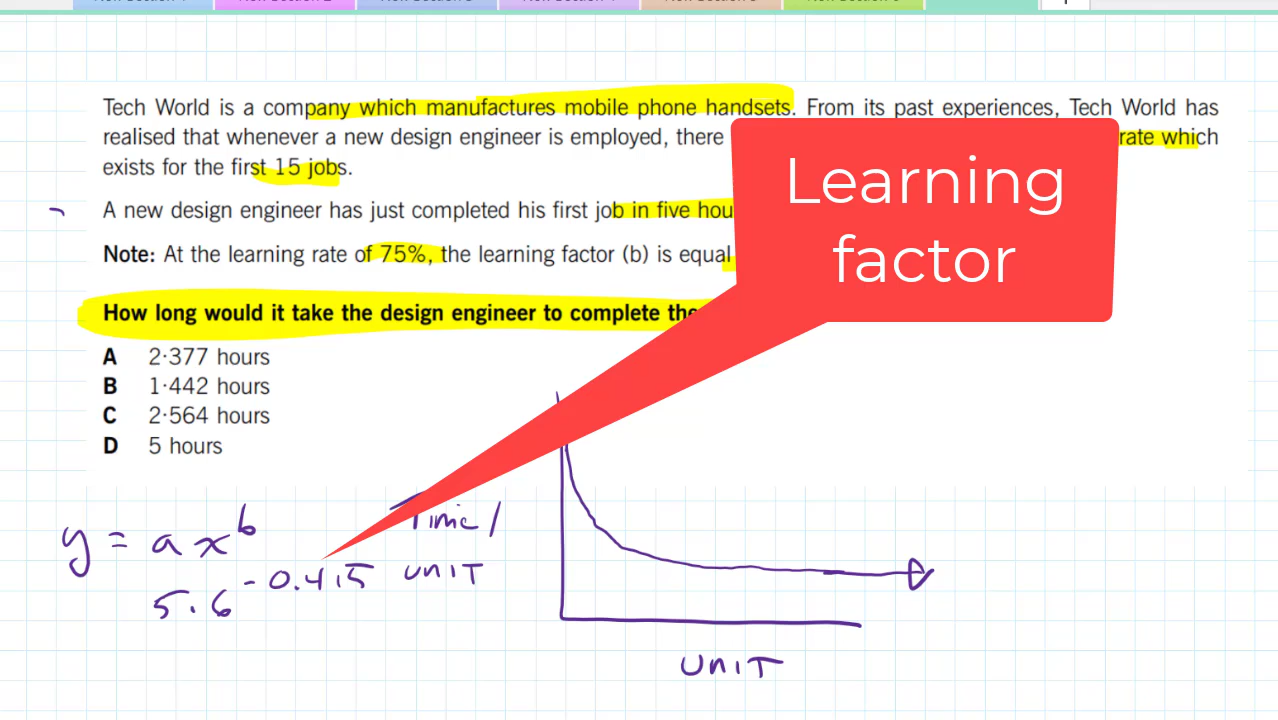 Tech World is a company which manufactures mobile phone handsets. From its past experiences, Tech World has
realised that whenever a new design engineer is employed, there rate which
exists for the first 15 jobs.
A new design engineer has just completed his first job in five hou
Note: At the learning rate of 75%, the learning factor (b) is equal
How long would it take the design engineer to complete the
Learning
factor
A 2·377 hours
B 1·442 hours
C 2·564 hours
D 5 hours
y = a x^b
5.6 -0.415
Time/
UNIT
UNIT